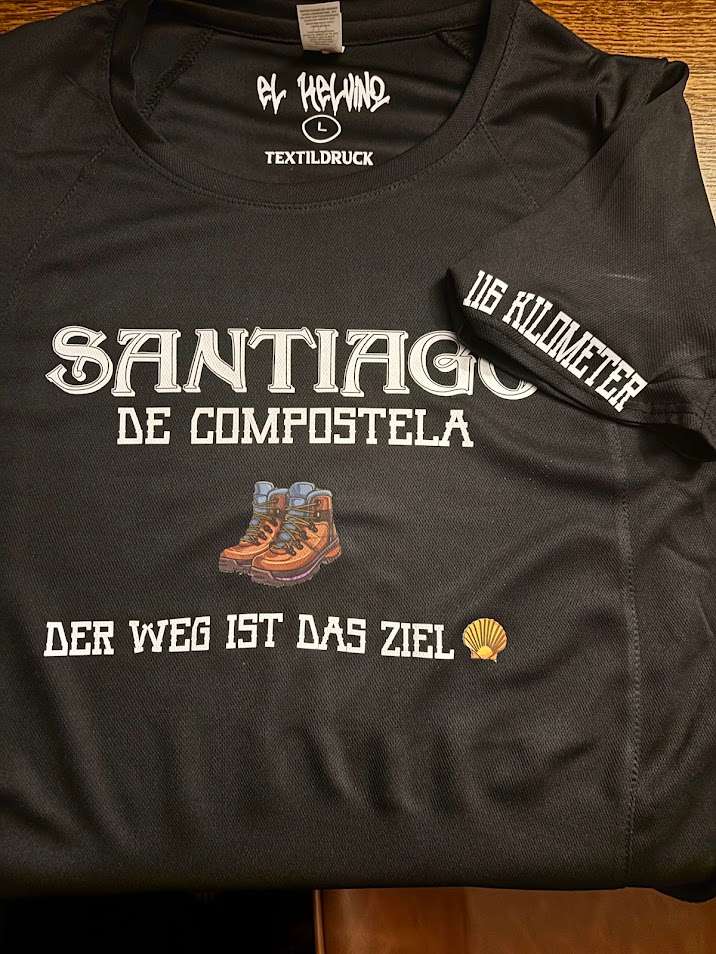 EL HELVINO
L
TEXTILDRUCK
116 KILOMETER
SANTIAGO
DE COMPOSTELA
DER WEG IST DAS ZIEL